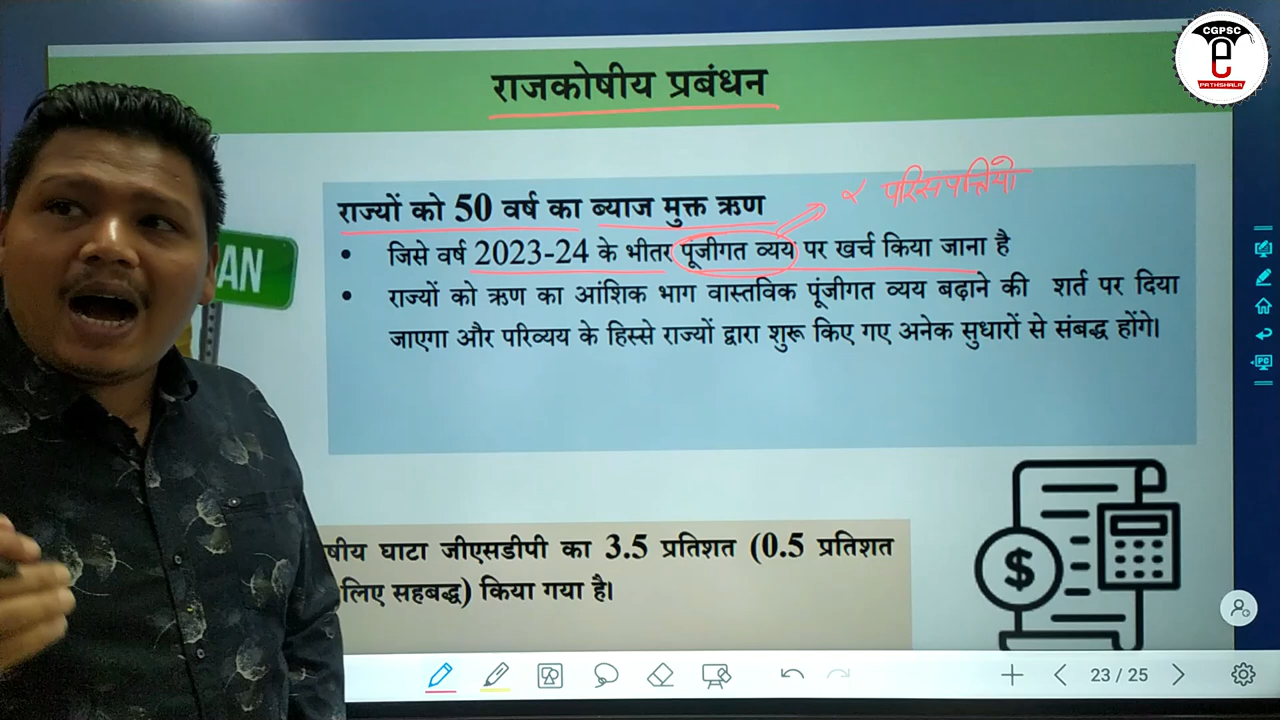 CGPSC
e
PATHSHALA
राजकोषीय प्रबंधन
परिसंपत्तियों
राज्यों को 50 वर्ष का ब्याज मुक्त ऋण
• जिसे वर्ष 2023-24 के भीतर पूंजीगत व्यय पर खर्च किया जाना है
• राज्यों को ऋण का आंशिक भाग वास्तविक पूंजीगत व्यय बढ़ाने की शर्त पर दिया
जाएगा और परिव्यय के हिस्से राज्यों द्वारा शुरू किए गए अनेक सुधारों से संबद्ध होंगे।
AN
षीय घाटा जीएसडीपी का 3.5 प्रतिशत (0.5 प्रतिशत
लिए सहबद्ध) किया गया है।
$
PC
23 / 25